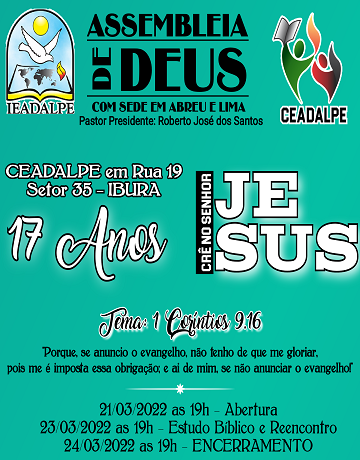 ASSEMBLEIA
DE DEUS
COM SEDE EM ABREU E LIMA
Pastor Presidente: Roberto José dos Santos
IEADALPE
CEADALPE
CEADALPE em Rua 19
Setor 35 – IBURA
17 Anos
CRÊ NO SENHOR
JE
SUS
Tema: 1 Coríntios 9.16
"Porque, se anuncio o evangelho, não tenho de que me gloriar,
pois me é imposta essa obrigação; e ai de mim, se não anunciar o evangelho!"
21/03/2022 as 19h - Abertura
23/03/2022 as 19h - Estudo Bíblico e Reencontro
24/03/2022 as 19h - ENCERRAMENTO